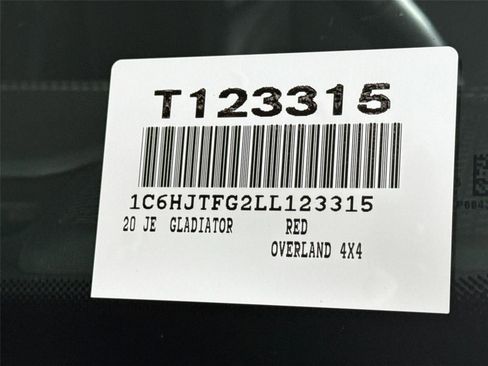 T123315
1C6HJTFG2LL123315
20 JE GLADIATOR RED
OVERLAND 4X4